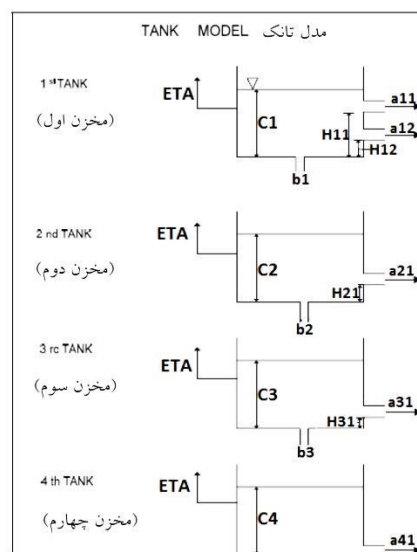 TANK MODEL مدل تانک
1 st TANK
(مخزن اول)
ETA
C1
H11
H12
a11
a12
b1
2 nd TANK
(مخزن دوم)
ETA
C2
H21
a21
b2
3 rc TANK
(مخزن سوم)
ETA
C3
H31
a31
b3
4 th TANK
(مخزن چهارم)
ETA
C4
a41